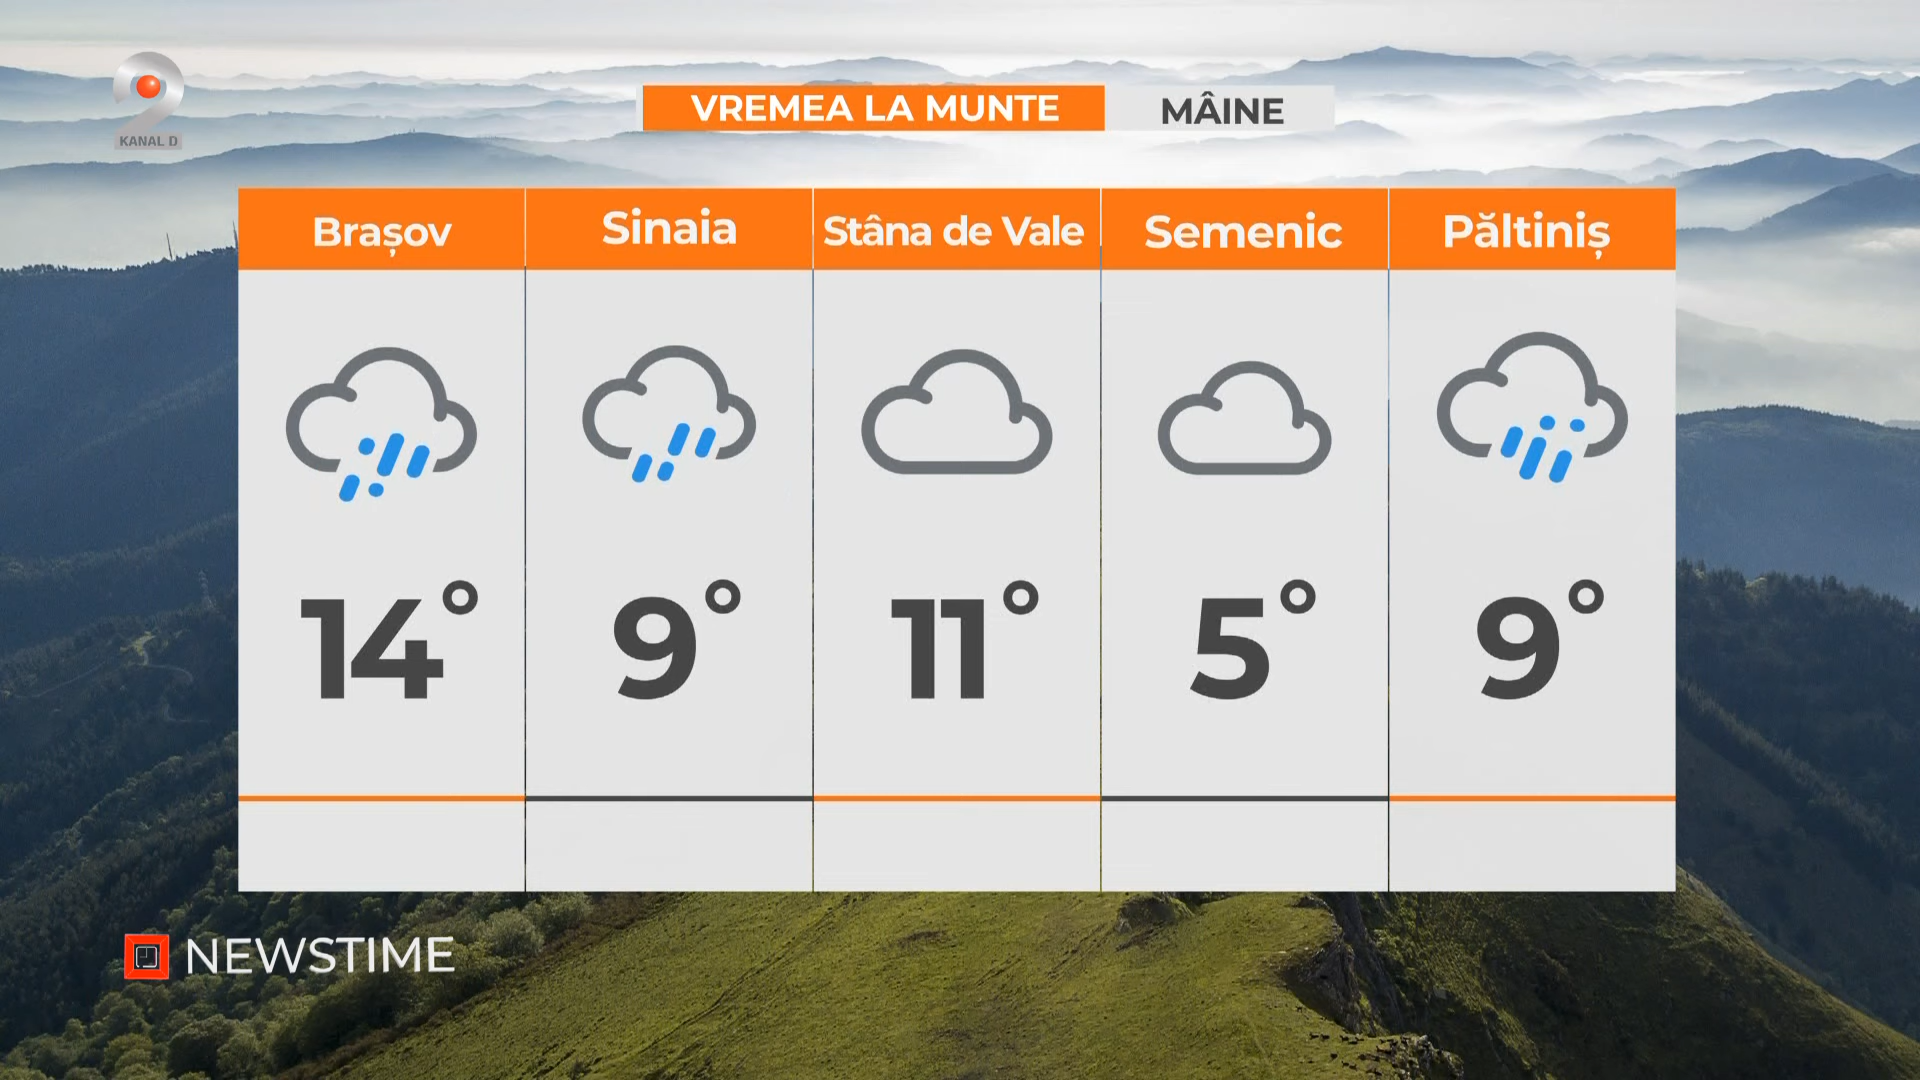 KANAL D
VREMEA LA MUNTE MÂINE
Brașov Sinaia Stâna de Vale Semenic Păltiniș
14° 9° 11° 5° 9°
NEWSTIME